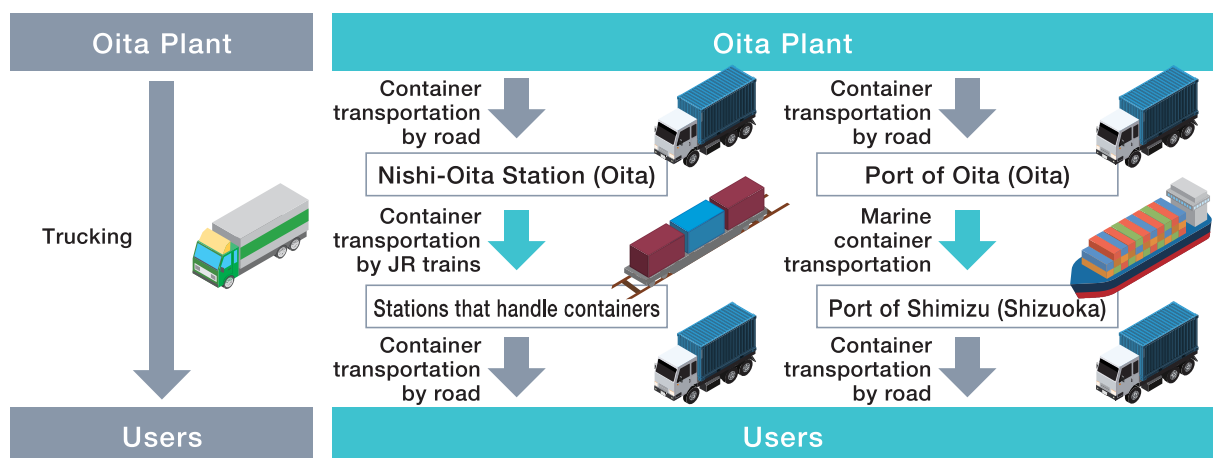 Oita Plant
Trucking
Users
Oita Plant
Container
transportation
by road
Nishi-Oita Station (Oita)
Container
transportation
by JR trains
Stations that handle containers
Container
transportation
by road
Container
transportation
by road
Port of Oita (Oita)
Marine
container
transportation
Port of Shimizu (Shizuoka)
Container
transportation
by road
Users